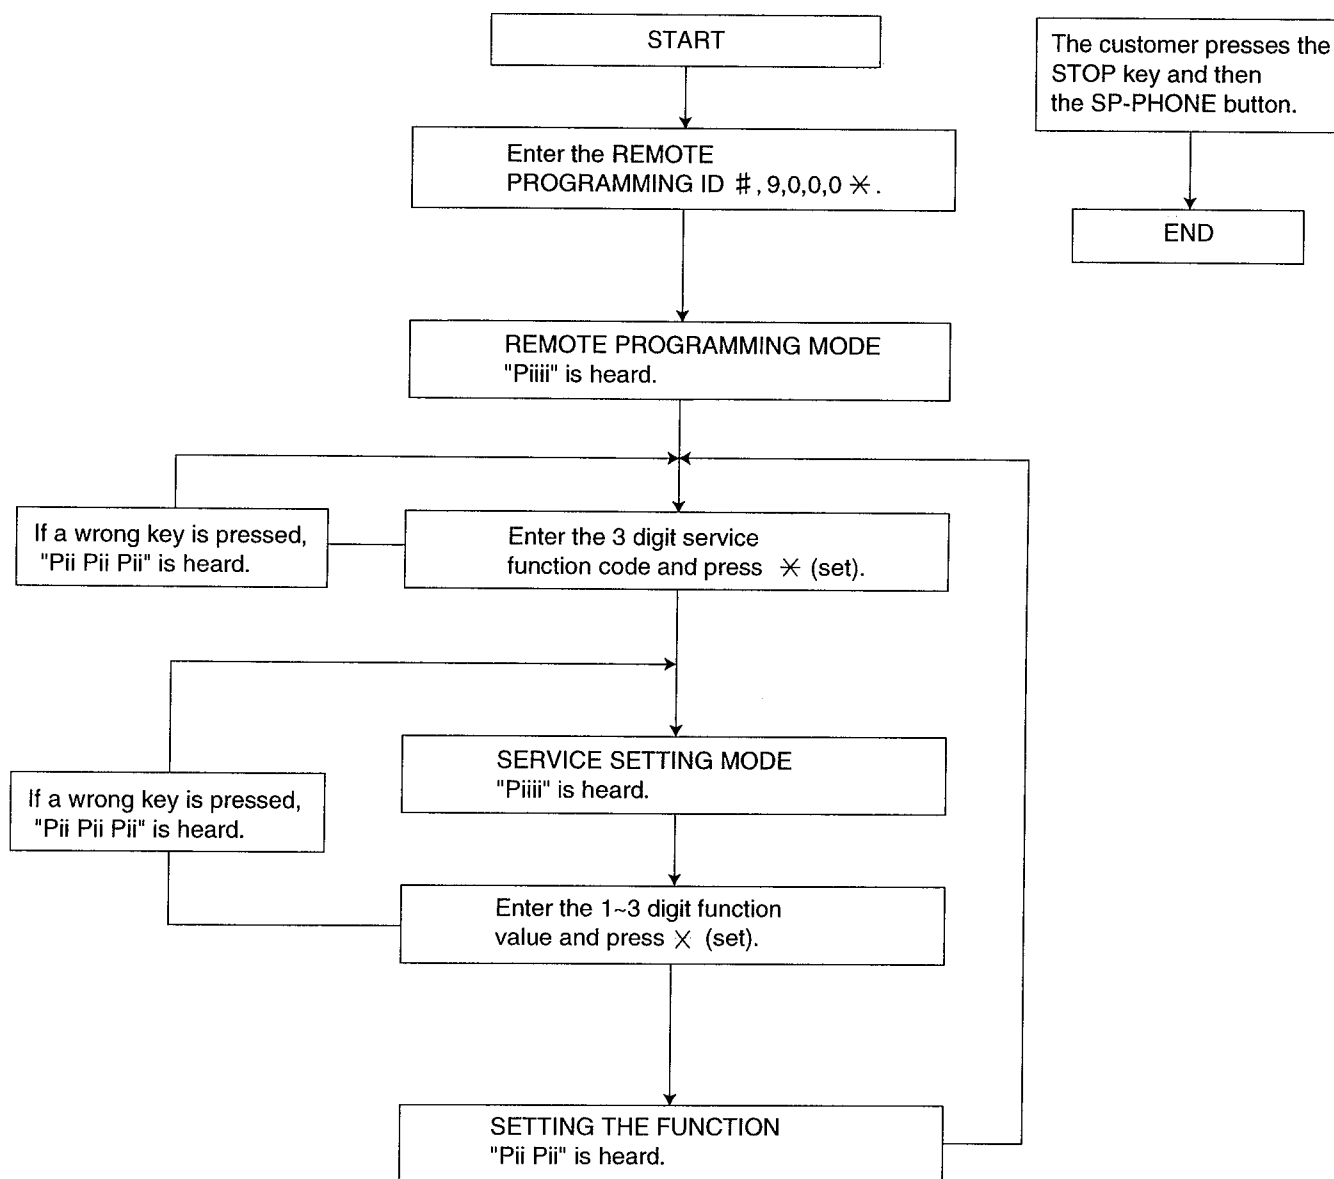 START
Enter the REMOTE
PROGRAMMING ID #, 9,0,0,0 ✳.
REMOTE PROGRAMMING MODE
"Piiii" is heard.
If a wrong key is pressed,
"Pii Pii Pii" is heard.
Enter the 3 digit service
function code and press ✳ (set).
SERVICE SETTING MODE
"Piiii" is heard.
If a wrong key is pressed,
"Pii Pii Pii" is heard.
Enter the 1~3 digit function
value and press ✳ (set).
SETTING THE FUNCTION
"Pii Pii" is heard.
The customer presses the
STOP key and then
the SP-PHONE button.
END